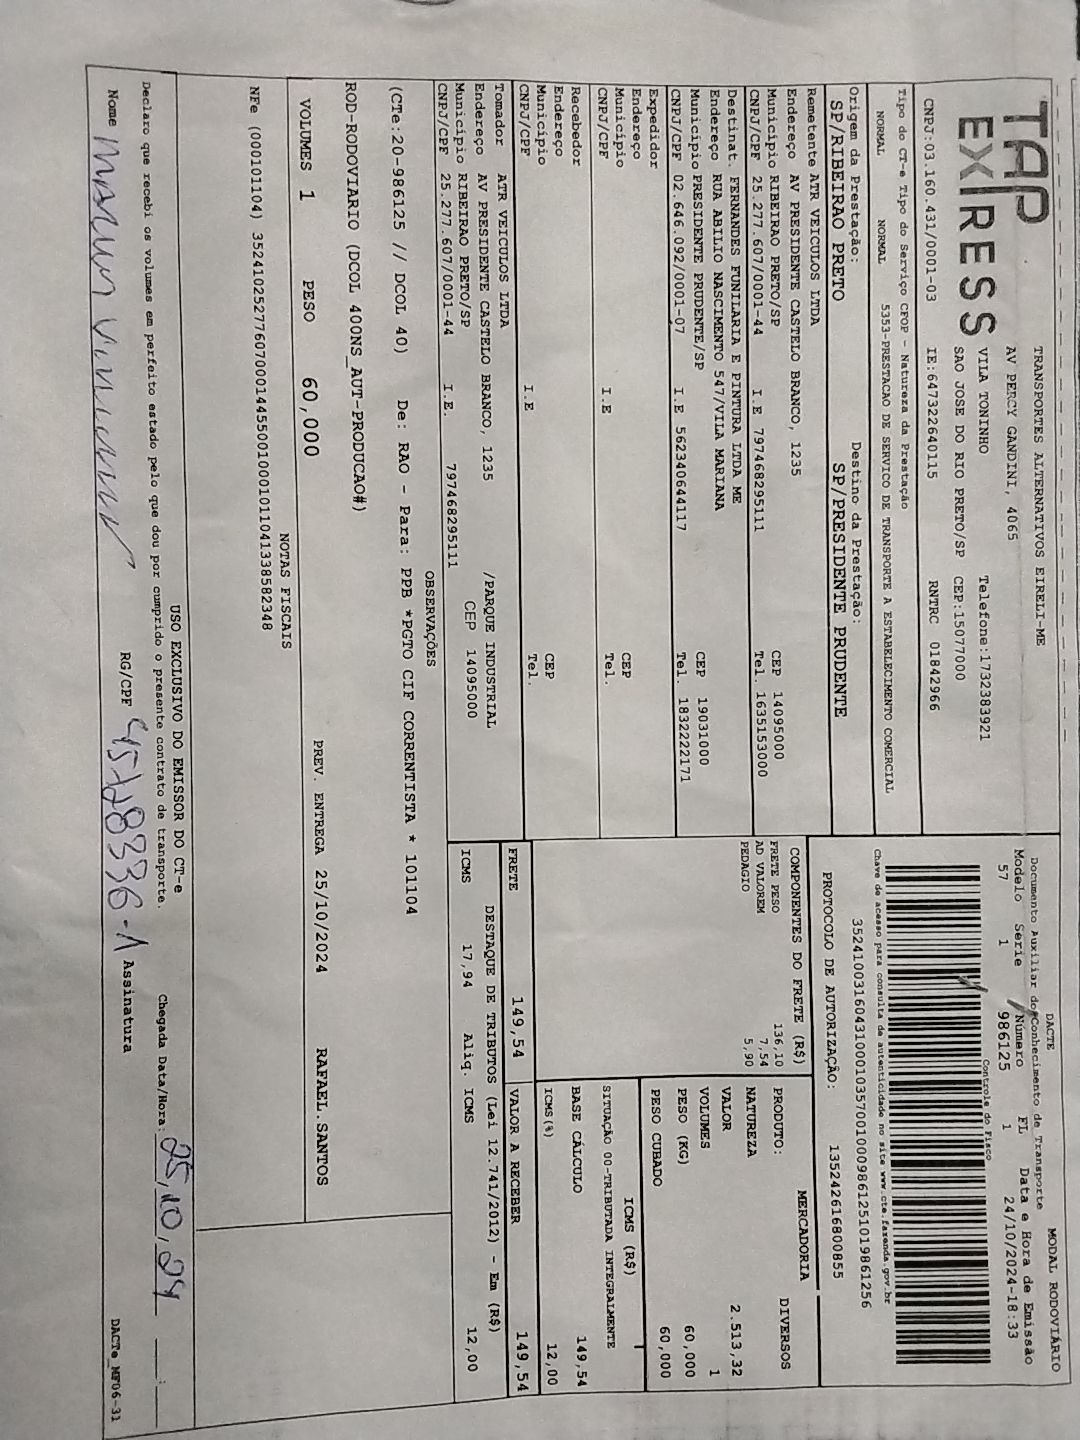 TAP
EXPRESS
TRANSPORTES ALTERNATIVOS EIRELI-ME
AV PERCY GANDINI, 4065
VILA TONINHO Telefone:1732383921
SAO JOSE DO RIO PRETO/SP CEP:15077000
CNPJ:03.160.431/0001-03 IE:647322640115 RNTRC 01842966
DACTE MODAL RODOVIÁRIO
Documento Auxiliar do Conhecimento de Transporte
Modelo Serie Número FL Data e Hora de Emissão
57 1 986125 1 24/10/2024-18:33
Controle do Fisco
Chave de acesso para consulta de autenticidade no site www.cte.fazenda.gov.br
35241003160431000103570010009861251019861256
PROTOCOLO DE AUTORIZAÇÃO: 135242616800855
Tipo do CT-e Tipo do Serviço CFOP - Natureza da Prestação
NORMAL NORMAL 5353-PRESTACAO DE SERVICO DE TRANSPORTE A ESTABELECIMENTO COMERCIAL
Origem da Prestação: Destino da Prestação:
SP/RIBEIRAO PRETO SP/PRESIDENTE PRUDENTE
Remetente ATR VEICULOS LTDA
Endereço AV PRESIDENTE CASTELO BRANCO, 1235
Município RIBEIRAO PRETO/SP CEP 14095000
CNPJ/CPF 25.277.607/0001-44 I.E 797468295111 Tel. 1635153000
Destinat. FERNANDES FUNILARIA E PINTURA LTDA ME
Endereço RUA ABILIO NASCIMENTO 547/VILA MARIANA
Município PRESIDENTE PRUDENTE/SP CEP 19031000
CNPJ/CPF 02.646.092/0001-07 I.E 562340644117 Tel. 1832222171
Expedidor
Endereço
Município CEP
CNPJ/CPF I.E Tel.
Recebedor
Endereço
Município CEP
CNPJ/CPF I.E Tel.
Tomador ATR VEICULOS LTDA
Endereço AV PRESIDENTE CASTELO BRANCO, 1235 /PARQUE INDUSTRIAL
Município RIBEIRAO PRETO/SP CEP 14095000
CNPJ/CPF 25.277.607/0001-44 I.E. 797468295111
COMPONENTES DO FRETE (R$)
FRETE PESO 136,10
AD VALOREM 7,54
PEDAGIO 5,90
MERCADORIA
PRODUTO: DIVERSOS
NATUREZA
VALOR 2.513,32
VOLUMES 1
PESO (KG) 60,000
PESO CUBADO 60,000
ICMS (R$)
SITUAÇÃO 00-TRIBUTADA INTEGRALMENTE
BASE CÁLCULO 149,54
ICMS(%) 12,00
FRETE 149,54 VALOR A RECEBER 149,54
DESTAQUE DE TRIBUTOS (Lei 12.741/2012) - Em (R$)
ICMS 17,94 Aliq. ICMS 12,00
OBSERVAÇÕES
(CTe:20-986125 // DCOL 40) De: RAO - Para: PPB *PGTO CIF CORRENTISTA * 101104
ROD-RODOVIARIO (DCOL 400NS_AUT-PRODUCAO#)
VOLUMES 1 PESO 60,000 PREV. ENTREGA 25/10/2024 RAFAEL.SANTOS
NOTAS FISCAIS
NFe (000101104) 35241025277607000144550010001011041338582348
USO EXCLUSIVO DO EMISSOR DO CT-e
Declaro que recebi os volumes em perfeito estado pelo que dou por cumprido o presente contrato de transporte. Chegada Data/Hora: 25/10/24 __:__
Nome RG/CPF 45728336-1 Assinatura
DACTe_MF06-31